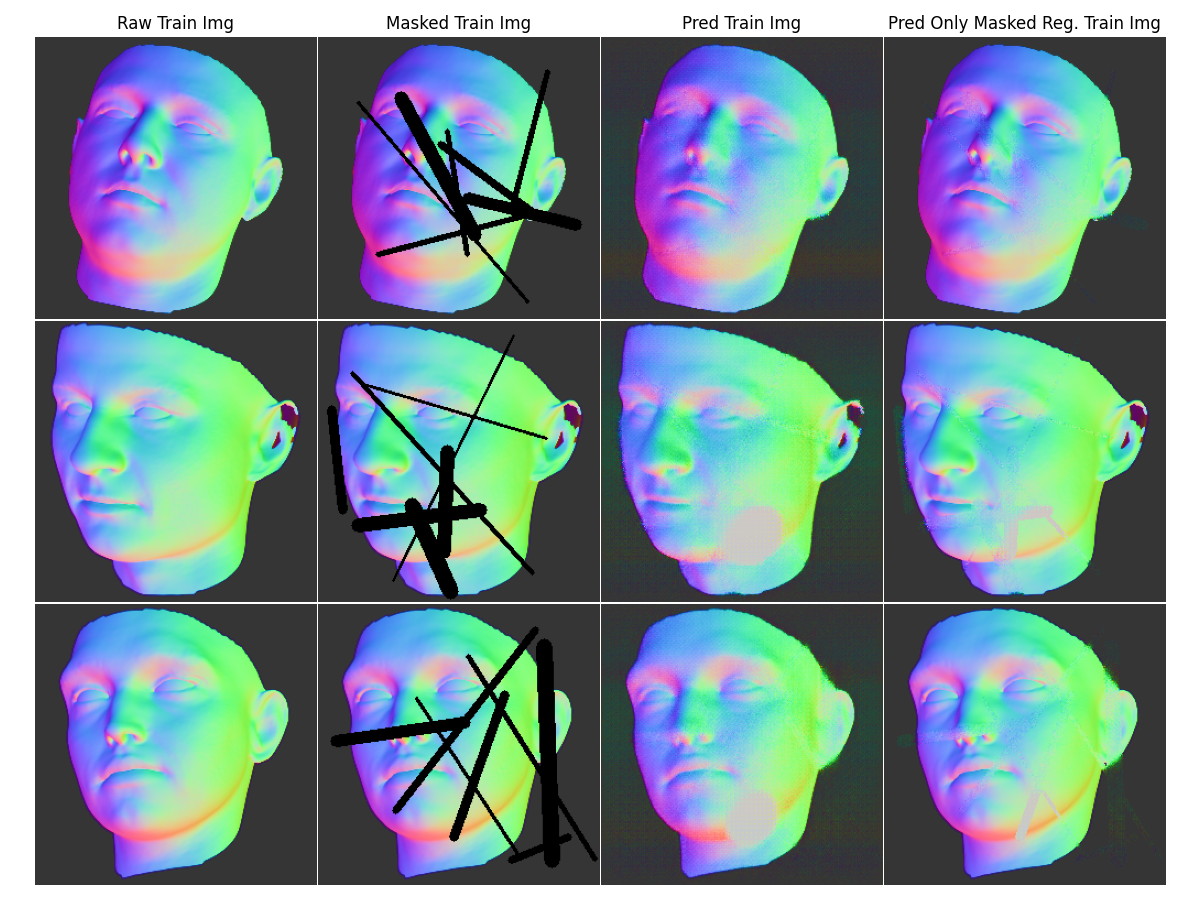 Raw Train Img
Masked Train Img
Pred Train Img
Pred Only Masked Reg. Train Img